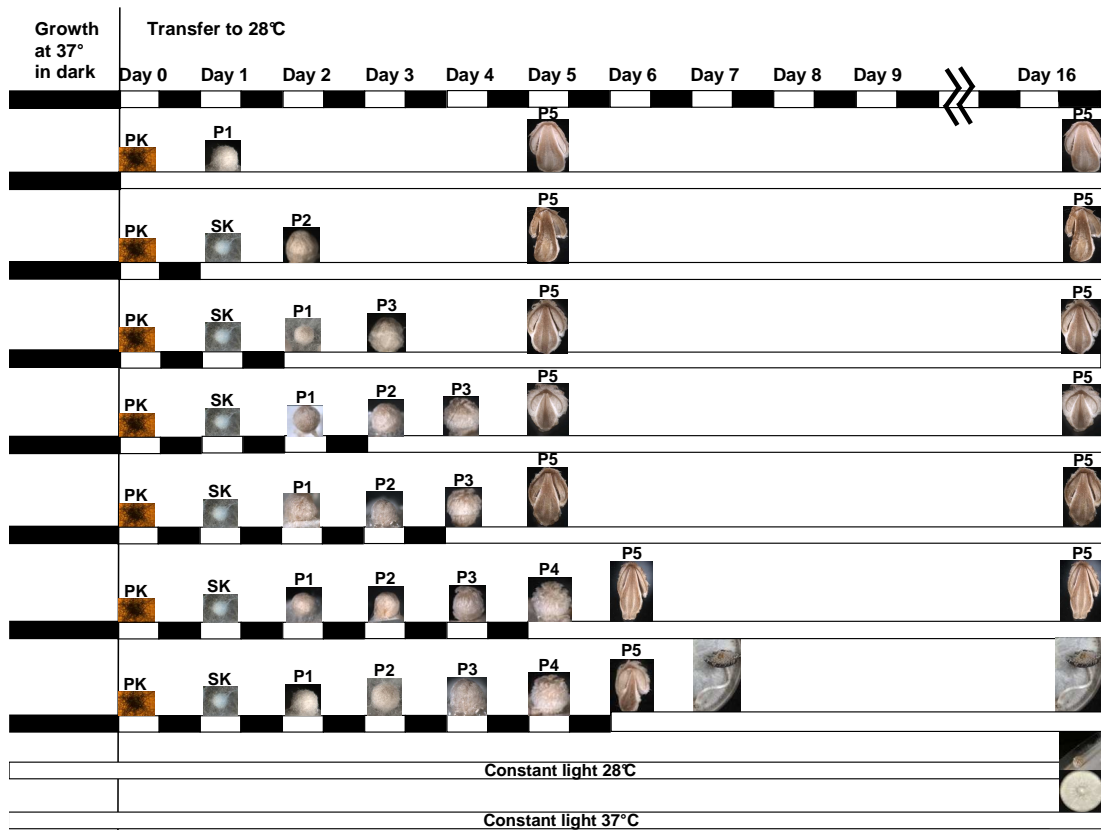 Growth
at 37°
in dark
Transfer to 28°C
Day 0 Day 1 Day 2 Day 3 Day 4 Day 5 Day 6 Day 7 Day 8 Day 9 Day 16
PK P1 P5 P5
PK SK P2 P5 P5
PK SK P1 P3 P5 P5
PK SK P1 P2 P3 P5 P5
PK SK P1 P2 P3 P5 P5
PK SK P1 P2 P3 P4 P5 P5
PK SK P1 P2 P3 P4 P5
Constant light 28°C
Constant light 37°C